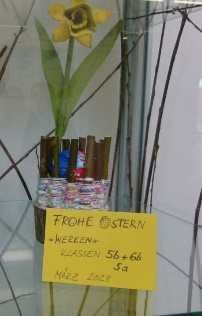 FROHE OSTERN
"WERKEN"
KLASSEN 5b + 6b
5a
MÄRZ 2023